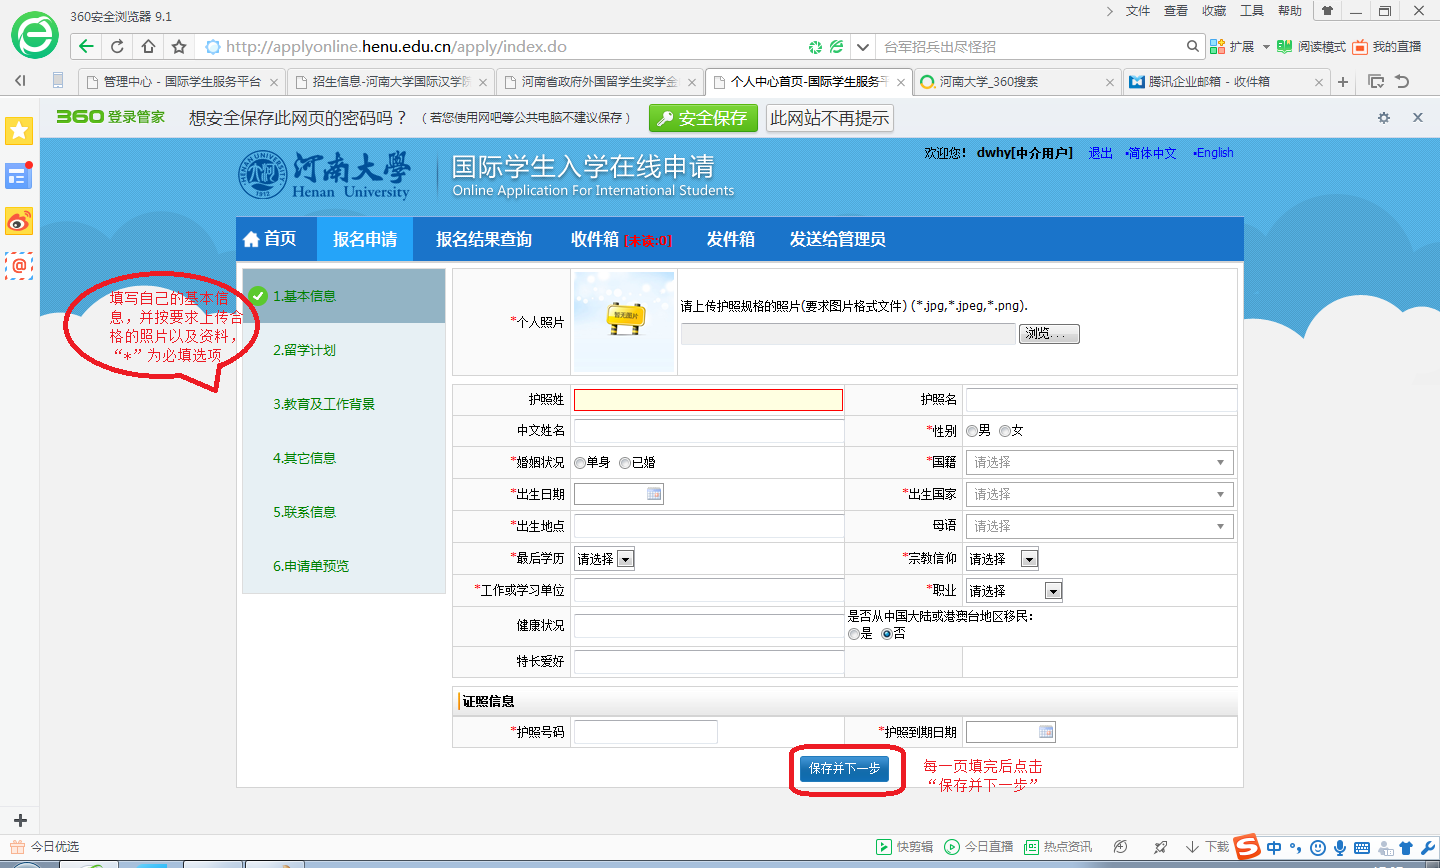 360安全浏览器 9.1
文件 查看 收藏 工具 帮助
http://applyonline.henu.edu.cn/apply/index.do
台军招兵出尽怪招
扩展 阅读模式 我的直播
管理中心 - 国际学生服务平台
招生信息-河南大学国际汉学院
河南省政府外国留学生奖学金
个人中心首页-国际学生服务平
河南大学_360搜索
腾讯企业邮箱 - 收件箱
360 登录管家 想安全保存此网页的密码吗? (若您使用网吧等公共电脑不建议保存) 安全保存 此网站不再提示
欢迎您! dwhy[中介用户] 退出 •简体中文 •English
HENAN UNIVERSITY
1912
河南大學
Henan University
国际学生入学在线申请
Online Application For International Students
首页 报名申请 报名结果查询 收件箱 [未读:0] 发件箱 发送给管理员
填写自己的基本信
息，并按要求上传合
格的照片以及资料，
“*”为必填选项
1.基本信息
2.留学计划
3.教育及工作背景
4.其它信息
5.联系信息
6.申请单预览
*个人照片
暂无图片
请上传护照规格的照片(要求图片格式文件) (*.jpg,*.jpeg,*.png).
浏览...
护照姓 护照名
中文姓名 *性别 男 女
*婚姻状况 单身 已婚 *国籍 请选择
*出生日期 *出生国家 请选择
*出生地点 母语 请选择
*最后学历 请选择 *宗教信仰 请选择
*工作或学习单位 *职业 请选择
健康状况 是否从中国大陆或港澳台地区移民：
是 否
特长爱好
证照信息
*护照号码 *护照到期日期
保存并下一步
每一页填完后点击
“保存并下一步”
今日优选
快剪辑 今日直播 热点资讯 下载
中